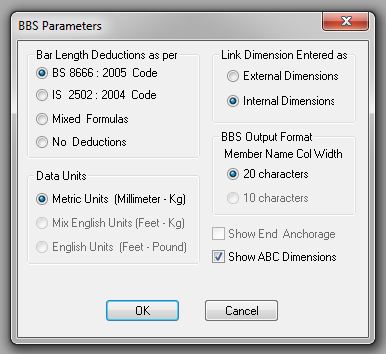 BBS Parameters
Bar Length Deductions as per
BS 8666 : 2005 Code
IS 2502 : 2004 Code
Mixed Formulas
No Deductions
Data Units
Metric Units (Millimeter - Kg)
Mix English Units (Feet - Kg)
English Units (Feet - Pound)
Link Dimension Entered as
External Dimensions
Internal Dimensions
BBS Output Format
Member Name Col Width
20 characters
10 characters
Show End Anchorage
Show ABC Dimensions
OK
Cancel